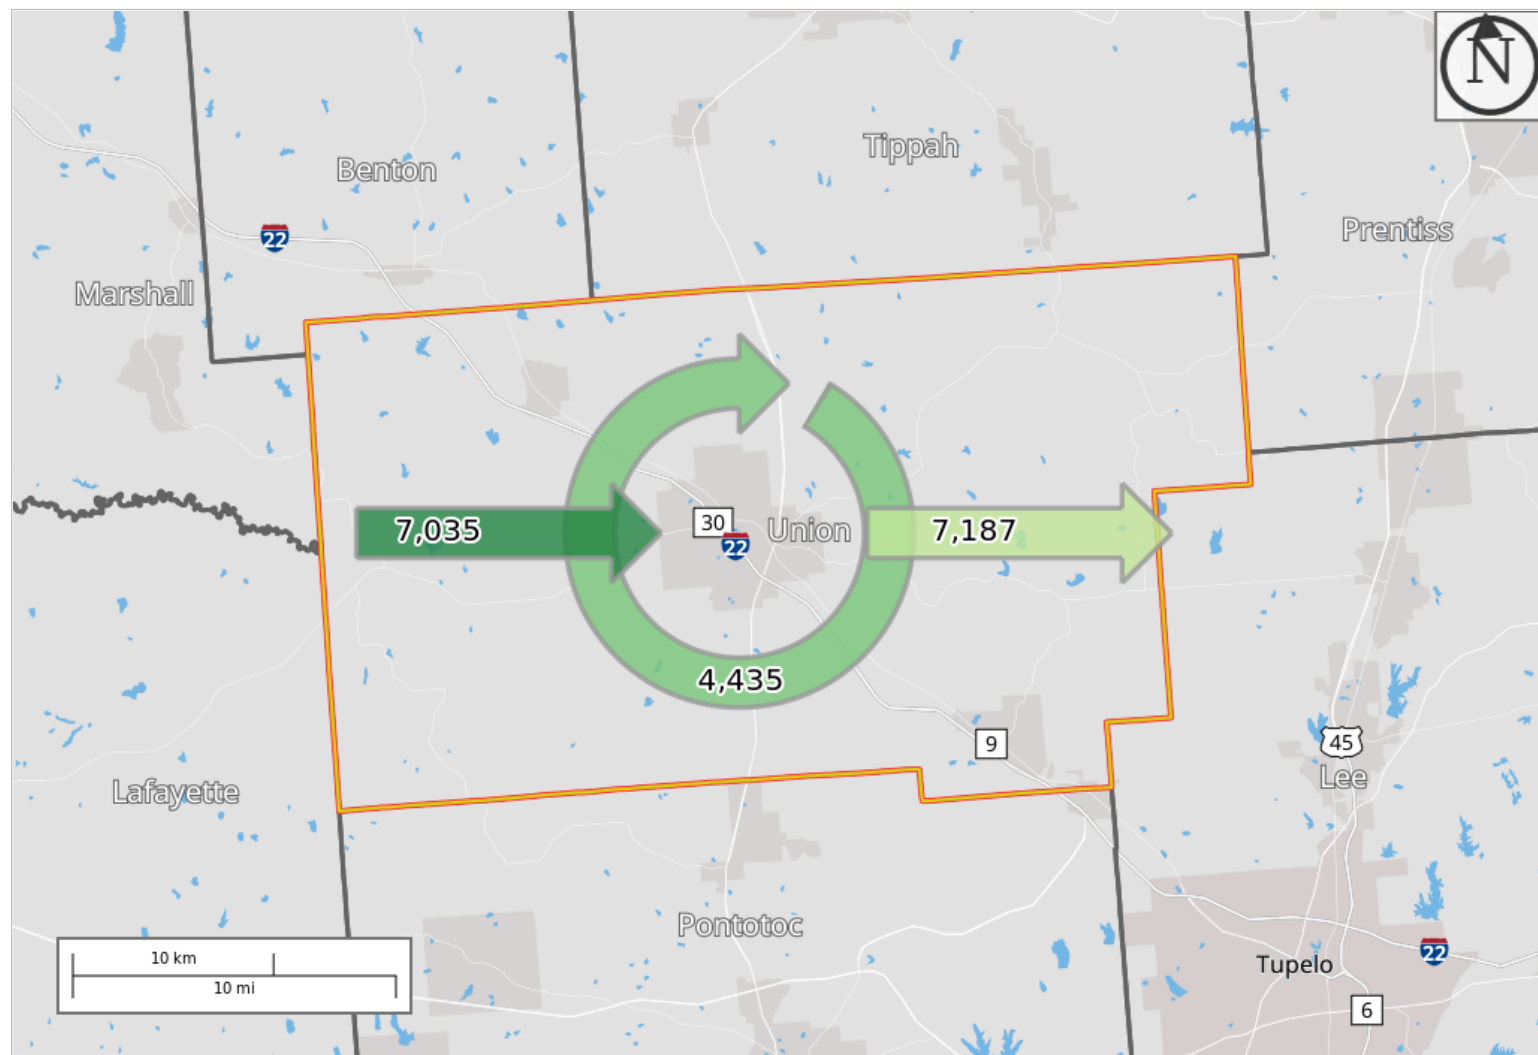 N
Tippah
Benton
Prentiss
22
Marshall
30
7,035
Union
7,187
22
4,435
9
45
Lee
Lafayette
Pontotoc
22
10 km
Tupelo
10 mi
6